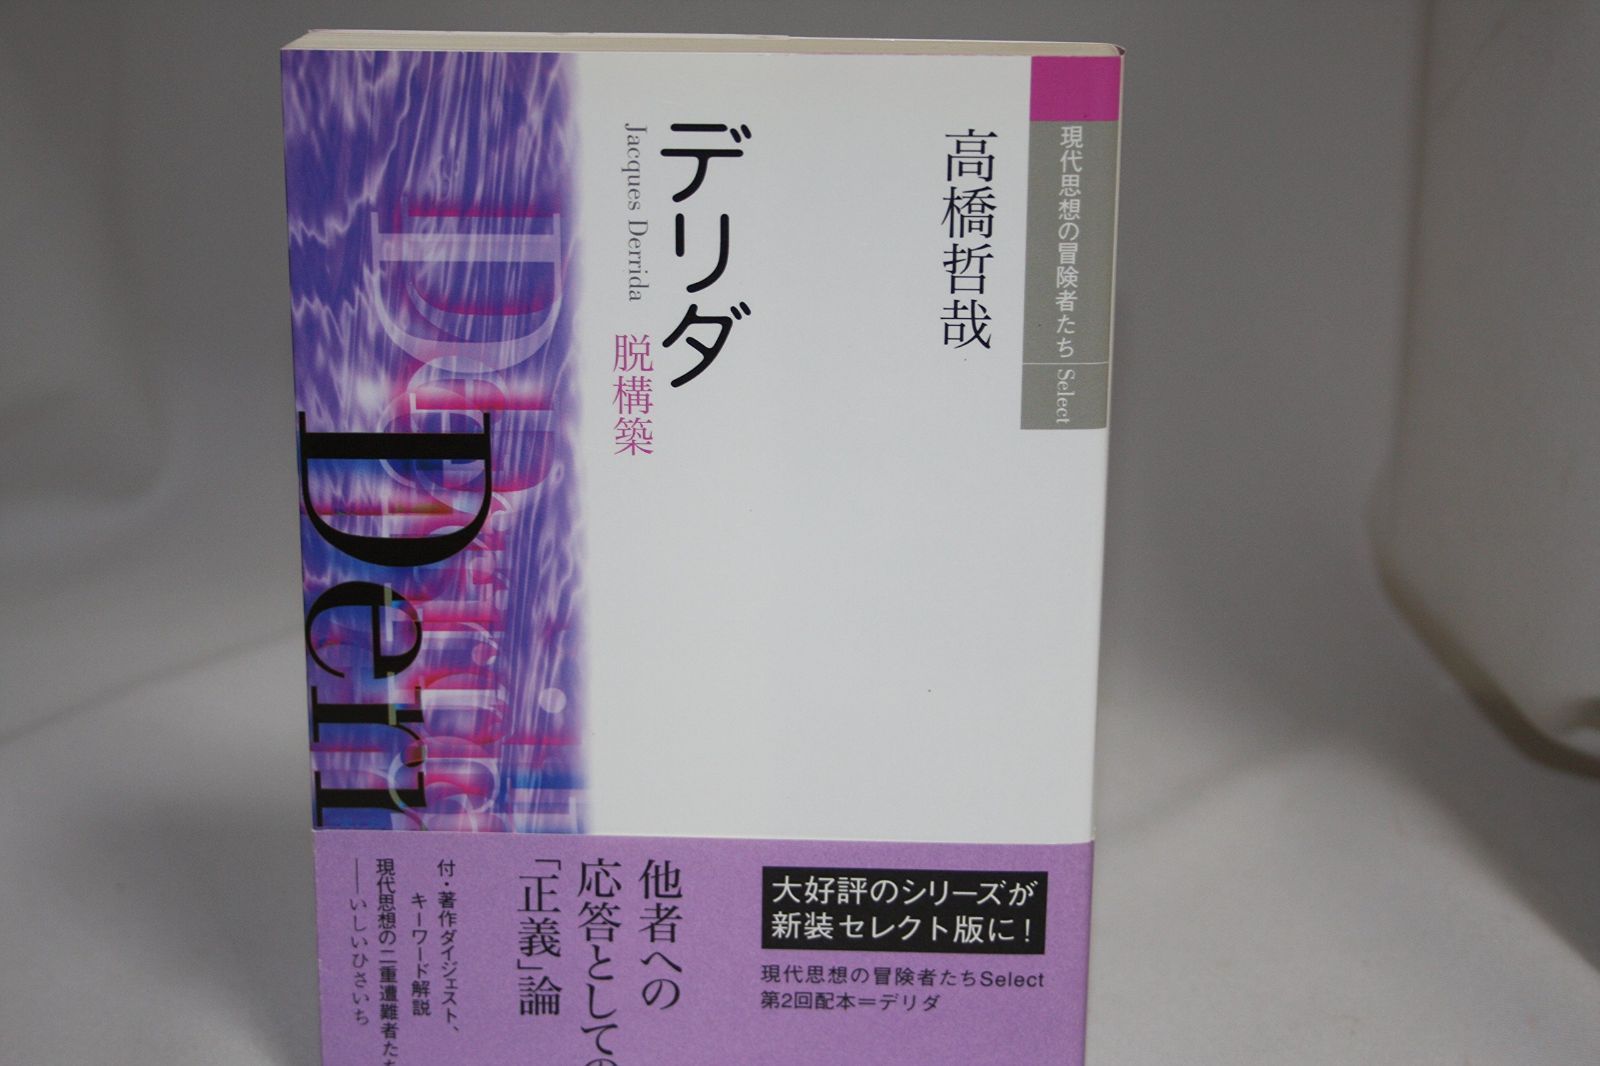 現代思想の冒険者たち Select
高橋哲哉
デリダ
Jacques Derrida
脱構築
Derrida
Derri
大好評のシリーズが
新装セレクト版に!
現代思想の冒険者たちSelect
第2回配本=デリダ
他者への
応答としての
「正義」論
付・著作ダイジェスト、
キーワード解説
現代思想の二重遭難者たち
――いしいひさいち